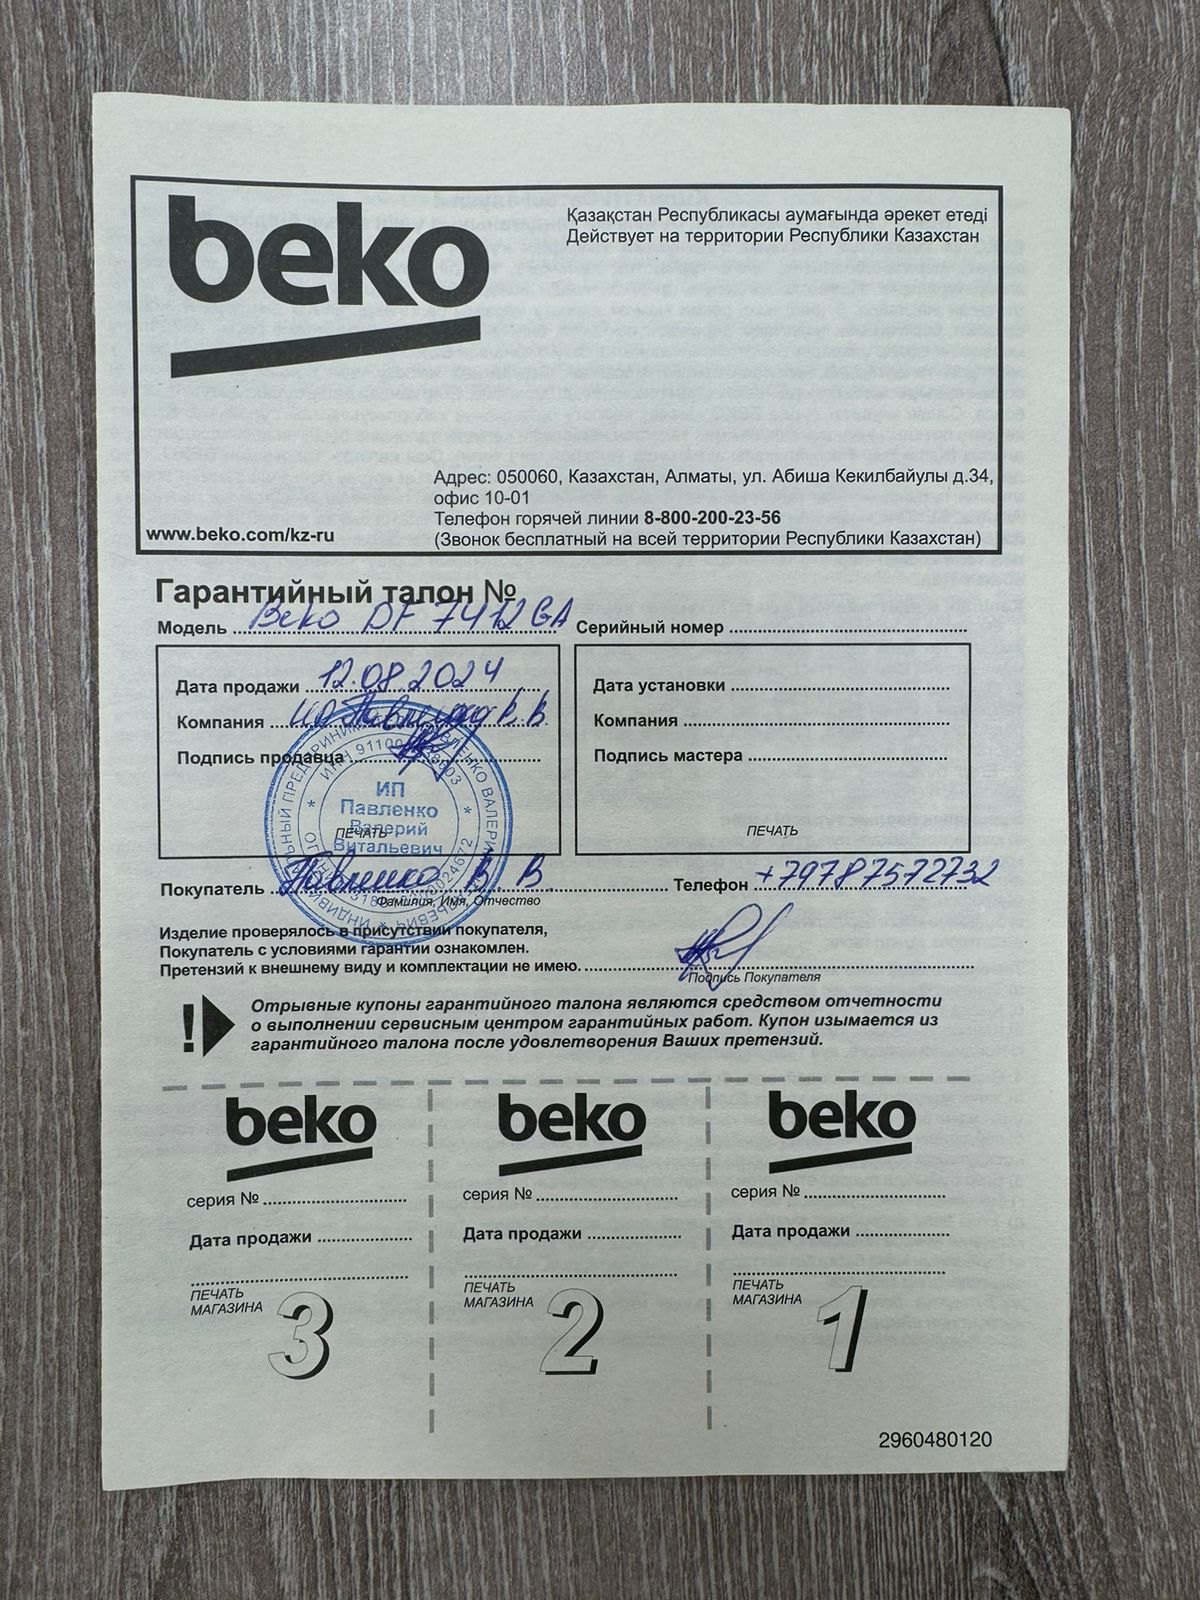 beko
Қазақстан Республикасы аумағында әрекет етеді
Действует на территории Республики Казахстан
Адрес: 050060, Казахстан, Алматы, ул. Абиша Кекилбайулы д.34,
офис 10-01
Телефон горячей линии 8-800-200-23-56
www.beko.com/kz-ru (Звонок бесплатный на всей территории Республики Казахстан)
Гарантийный талон №
Модель Beko DF 7412GA Серийный номер
Дата продажи 12.08.2024
Компания ИП Павленко В. В.
Подпись продавца
ПЕЧАТЬ
ИП
Павленко
Валерий
Витальевич
Дата установки
Компания
Подпись мастера
ПЕЧАТЬ
Покупатель Павленко В. В. Телефон +79787572732
Фамилия, Имя, Отчество
Изделие проверялось в присутствии покупателя,
Покупатель с условиями гарантии ознакомлен.
Претензий к внешнему виду и комплектации не имею.
Подпись Покупателя
! Отрывные купоны гарантийного талона являются средством отчетности
о выполнении сервисным центром гарантийных работ. Купон изымается из
гарантийного талона после удовлетворения Ваших претензий.
beko
серия №
Дата продажи
ПЕЧАТЬ
МАГАЗИНА
3
beko
серия №
Дата продажи
ПЕЧАТЬ
МАГАЗИНА
2
beko
серия №
Дата продажи
ПЕЧАТЬ
МАГАЗИНА
1
2960480120